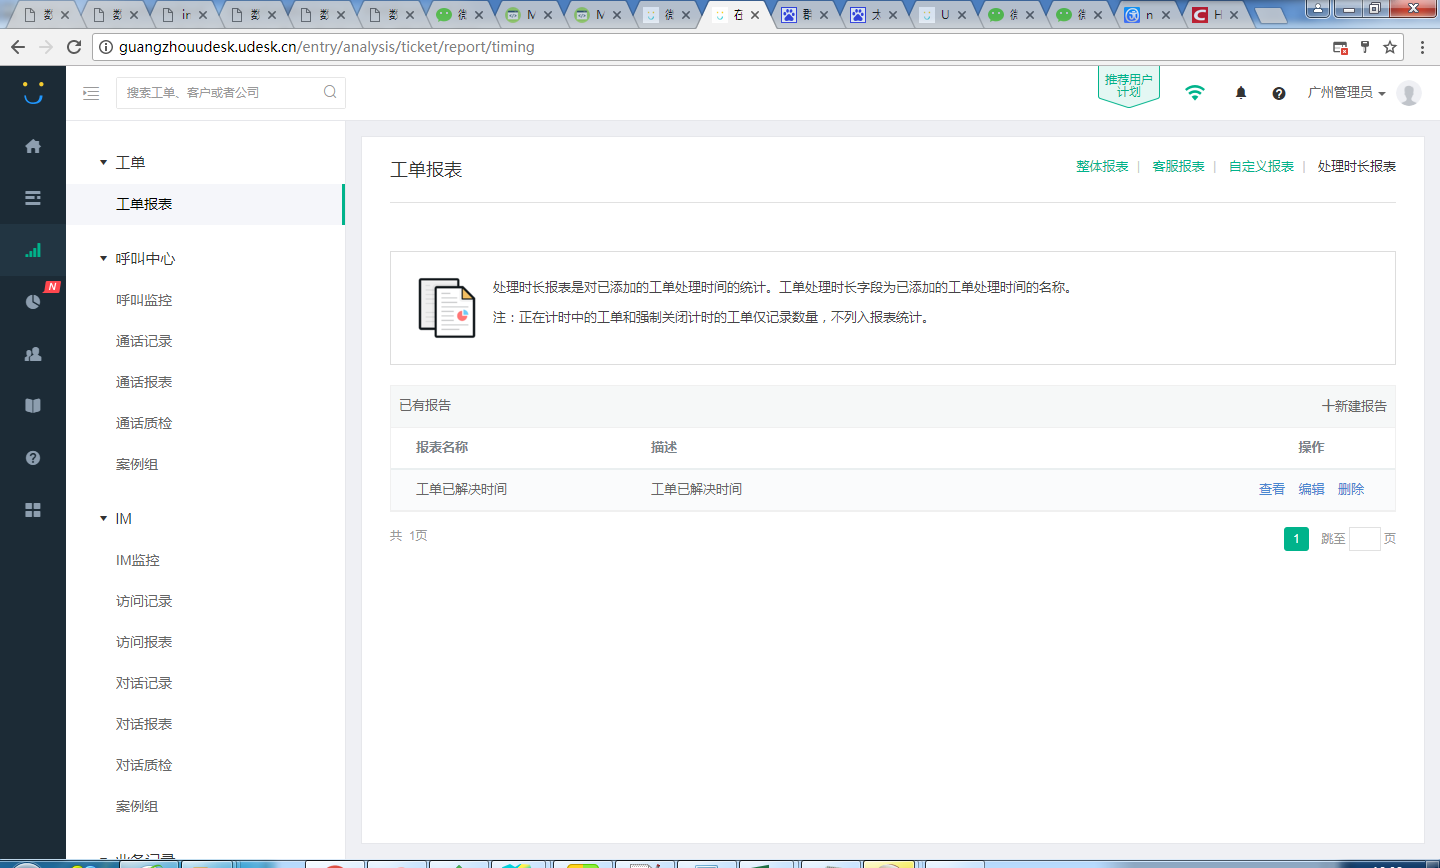 guangzhouudesk.udesk.cn/entry/analysis/ticket/report/timing
搜索工单、客户或者公司
推荐用户
计划
广州管理员
N
工单
工单报表
呼叫中心
呼叫监控
通话记录
通话报表
通话质检
案例组
IM
IM监控
访问记录
访问报表
对话记录
对话报表
对话质检
案例组
业务记录
工单报表
整体报表 | 客服报表 | 自定义报表 | 处理时长报表
处理时长报表是对已添加的工单处理时间的统计。工单处理时长字段为已添加的工单处理时间的名称。
注：正在计时中的工单和强制关闭计时的工单仅记录数量，不列入报表统计。
已有报告 十新建报告
报表名称 描述 操作
工单已解决时间 工单已解决时间 查看 编辑 删除
共 1页 1 跳至 页